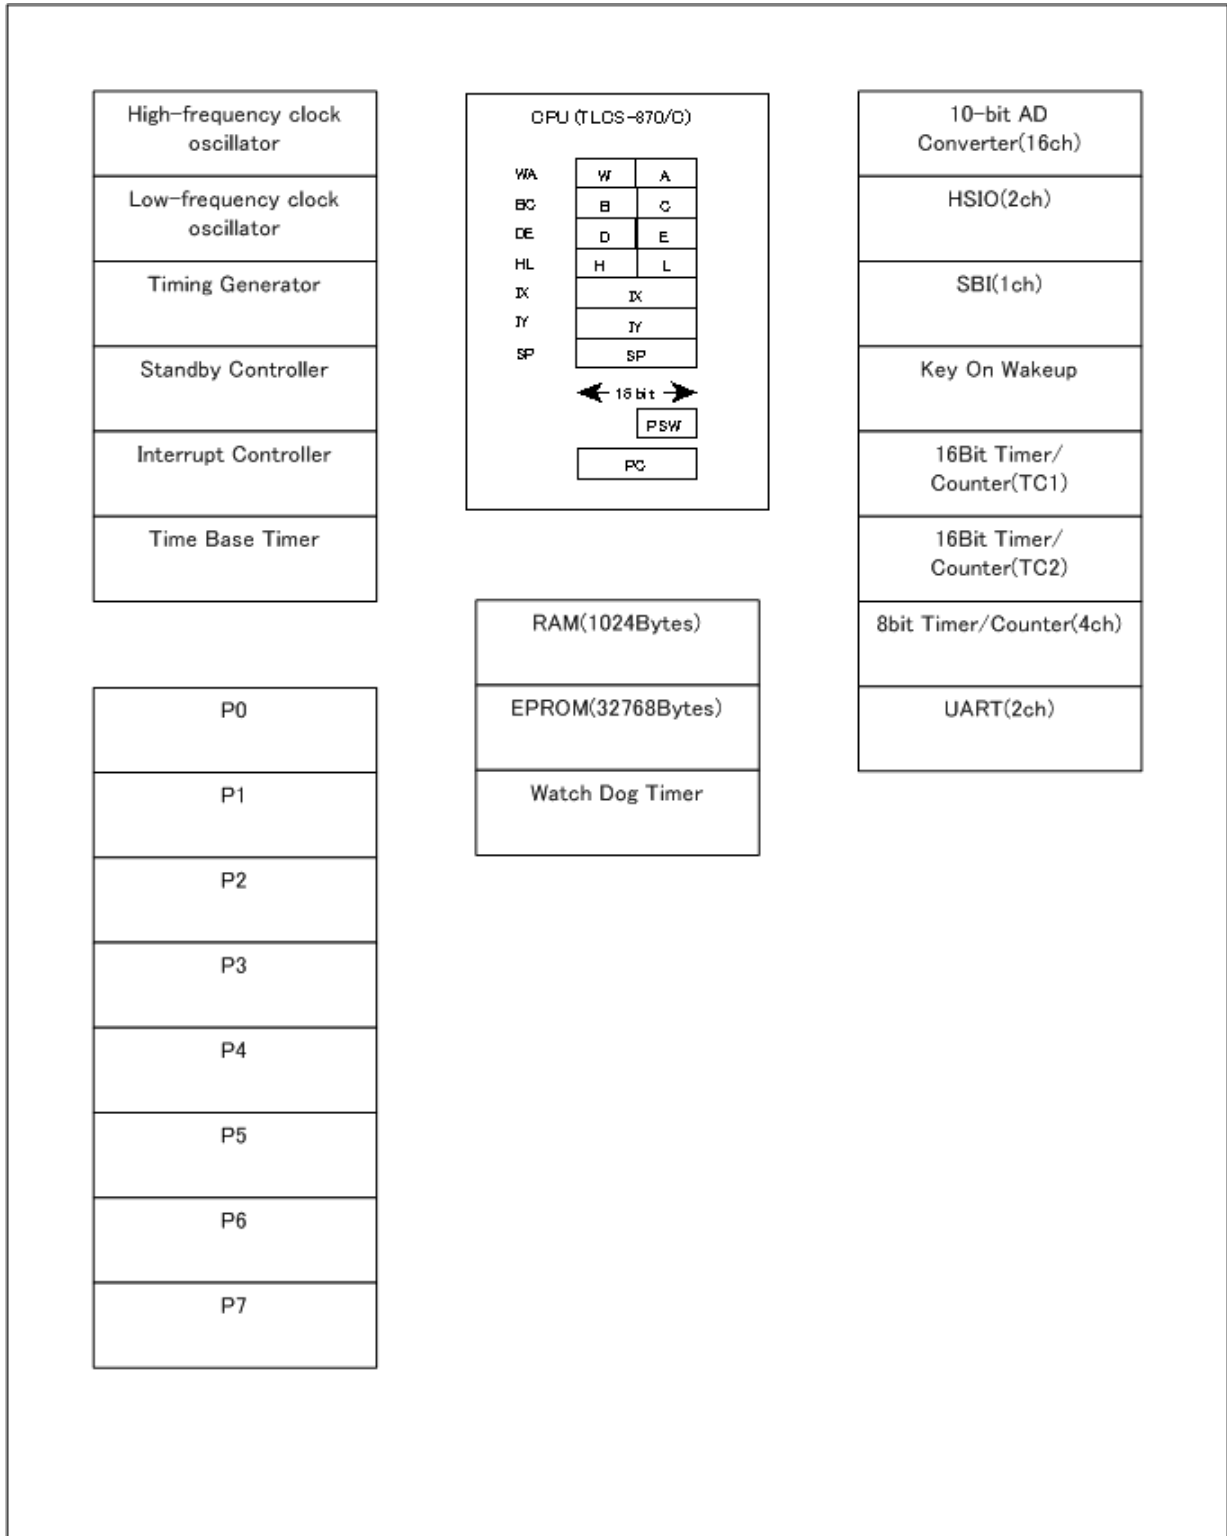 High-frequency clock
oscillator
Low-frequency clock
oscillator
Timing Generator
Standby Controller
Interrupt Controller
Time Base Timer
P0
P1
P2
P3
P4
P5
P6
P7
CPU (TLCS-870/C)
WA W A
BC B C
DE D E
HL H L
IX IX
IY IY
SP SP
16 bit
PSW
PC
RAM(1024Bytes)
EPROM(32768Bytes)
Watch Dog Timer
10-bit AD
Converter(16ch)
HSIO(2ch)
SBI(1ch)
Key On Wakeup
16Bit Timer/
Counter(TC1)
16Bit Timer/
Counter(TC2)
8bit Timer/Counter(4ch)
UART(2ch)